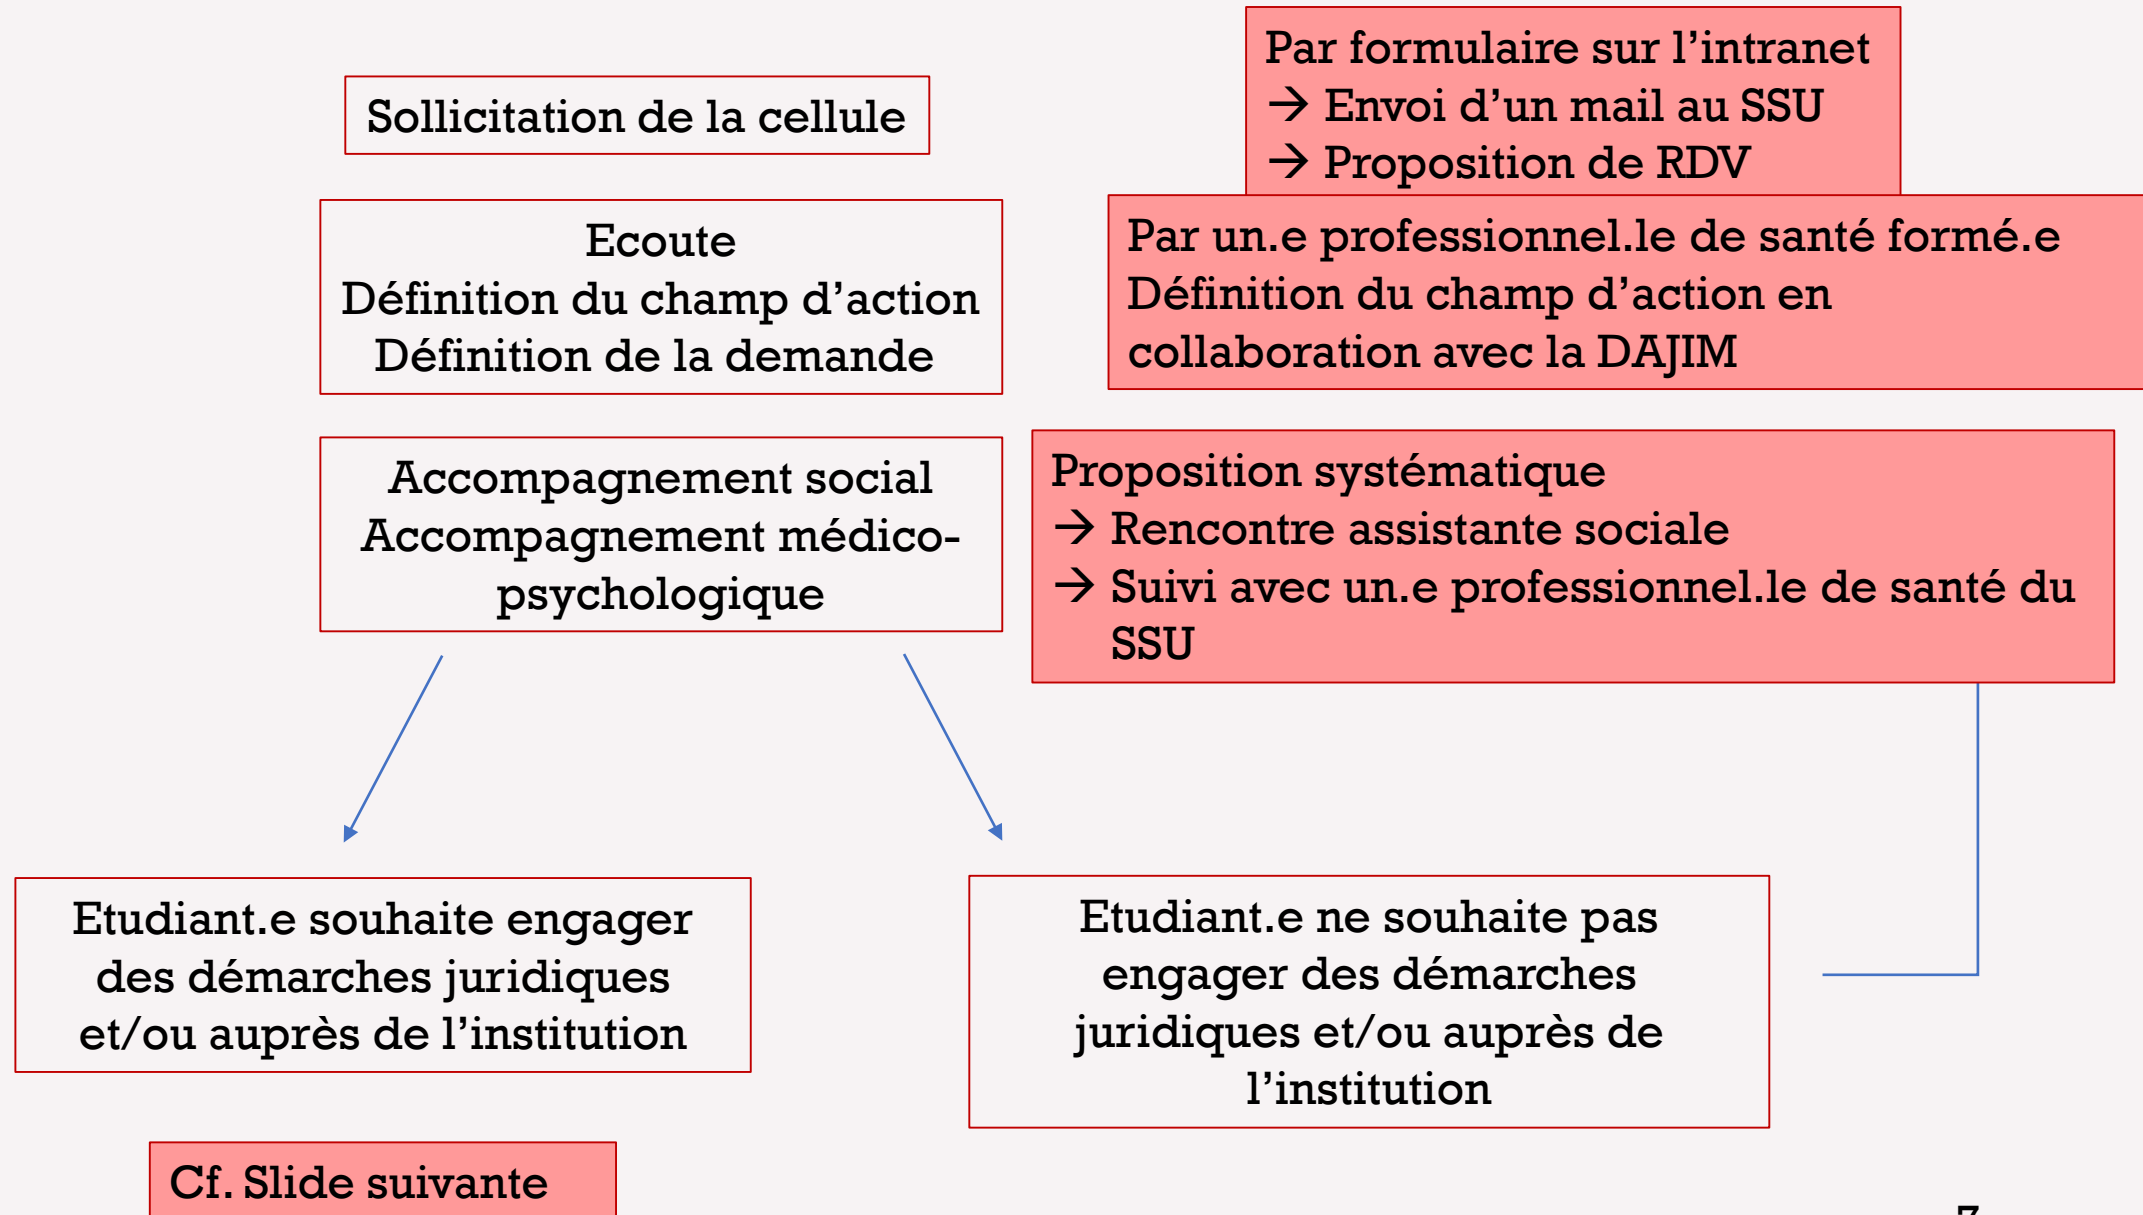 Sollicitation de la cellule
Par formulaire sur l’intranet
→ Envoi d’un mail au SSU
→ Proposition de RDV
Ecoute
Définition du champ d’action
Définition de la demande
Par un.e professionnel.le de santé formé.e
Définition du champ d’action en
collaboration avec la DAJIM
Accompagnement social
Accompagnement médico-
psychologique
Proposition systématique
→ Rencontre assistante sociale
→ Suivi avec un.e professionnel.le de santé du
SSU
Etudiant.e souhaite engager
des démarches juridiques
et/ou auprès de l’institution
Etudiant.e ne souhaite pas
engager des démarches
juridiques et/ou auprès de
l’institution
Cf. Slide suivante